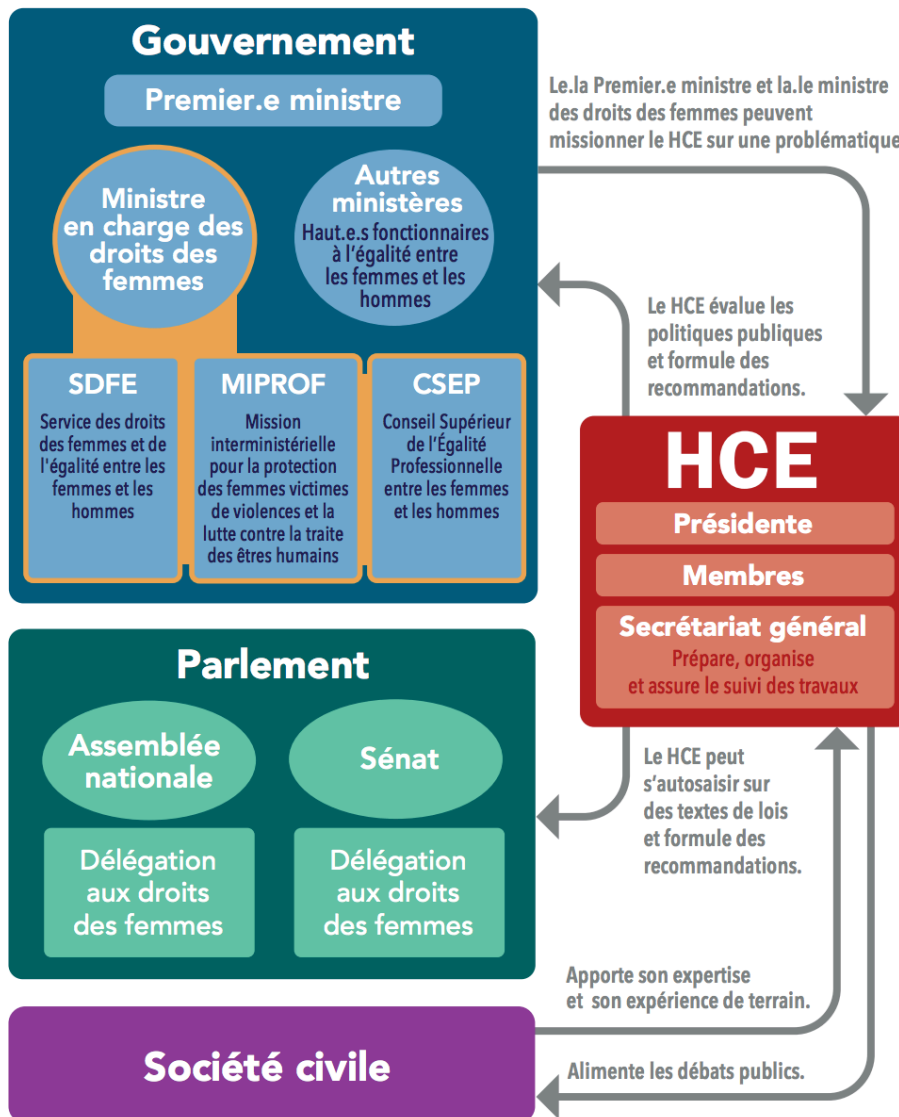 Gouvernement
Premier.e ministre
Ministre
en charge des
droits des
femmes
Autres
ministères
Haut.e.s fonctionnaires
à l'égalité entre
les femmes et les
hommes
SDFE
Service des droits
des femmes et de
l'égalité entre les
femmes et les
hommes
MIPROF
Mission
interministérielle
pour la protection
des femmes victimes
de violences et la
lutte contre la traite
des êtres humains
CSEP
Conseil Supérieur
de l'Égalité
Professionnelle
entre les femmes
et les hommes
Le.la Premier.e ministre et la.le ministre
des droits des femmes peuvent
missionner le HCE sur une problématique
Le HCE évalue les
politiques publiques
et formule des
recommandations.
HCE
Présidente
Membres
Secrétariat général
Prépare, organise
et assure le suivi des travaux
Parlement
Assemblée
nationale
Sénat
Délégation
aux droits
des femmes
Délégation
aux droits
des femmes
Le HCE peut
s'autosaisir sur
des textes de lois
et formule des
recommandations.
Apporte son expertise
et son expérience de terrain.
Société civile
Alimente les débats publics.